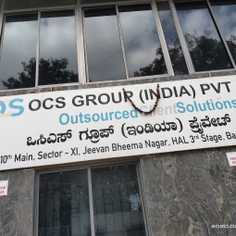 OCS GROUP (INDIA) PVT
Outsourced Client Solutions
ಒಸಿಎಸ್ ಗ್ರೂಪ್ (ಇಂಡಿಯಾ) ಪ್ರೈವೇಟ್
10th Main, Sector - XI, Jeevan Bheema Nagar, HAL 3rd Stage, Ba